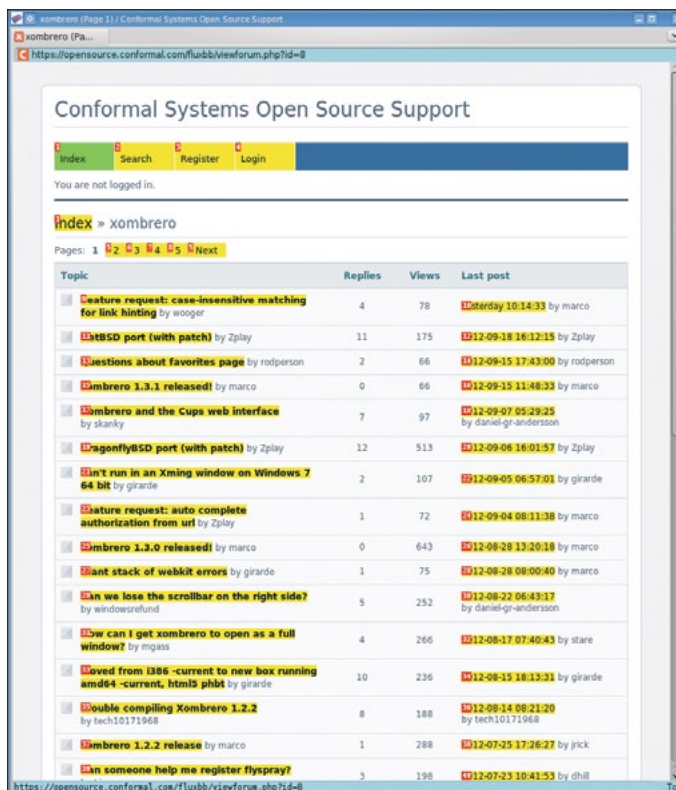 xombrero (Page 1) / Conformal Systems Open Source Support
xombrero (Pa...
https://opensource.conformal.com/fluxbb/viewforum.php?id=8
Conformal Systems Open Source Support
1 2 3 4
Index Search Register Login
You are not logged in.
Index » xombrero
Pages: 1 2 3 4 5 Next
Topic Replies Views Last post
eature request: case-insensitive matching
for link hinting by wooger 4 78 sterday 10:14:33 by marco
etBSD port (with patch) by Zplay 11 175 12-09-18 16:12:15 by Zplay
uestions about favorites page by rodperson 2 66 12-09-15 17:43:00 by rodperson
ombrero 1.3.1 released! by marco 0 66 12-09-15 11:48:33 by marco
ombrero and the Cups web interface
by skanky 7 97 12-09-07 05:29:25
by daniel-gr-andersson
ragonflyBSD port (with patch) by Zplay 12 513 12-09-06 16:01:57 by Zplay
an't run in an Xming window on Windows 7
64 bit by girarde 2 107 12-09-05 06:57:01 by girarde
eature request: auto complete
authorization from url by Zplay 1 72 12-09-04 08:11:38 by marco
ombrero 1.3.0 released! by marco 0 643 12-08-28 13:20:18 by marco
iant stack of webkit errors by girarde 1 75 12-08-28 08:00:40 by marco
an we lose the scrollbar on the right side?
by windowsrefund 5 252 12-08-22 06:43:17
by daniel-gr-andersson
ow can I get xombrero to open as a full
window? by mgass 4 266 12-08-17 07:40:43 by stare
oved from i386 -current to new box running
amd64 -current, html5 phbt by girarde 10 236 12-08-15 18:13:31 by girarde
ouble compiling Xombrero 1.2.2
by tech10171968 8 188 12-08-14 08:21:20
by tech10171968
ombrero 1.2.2 release by marco 1 288 12-07-25 17:26:27 by jrick
an someone help me register flyspray? 3 198 12-07-23 10:41:53 by dhill
https://opensource.conformal.com/fluxbb/viewforum.php?id=8